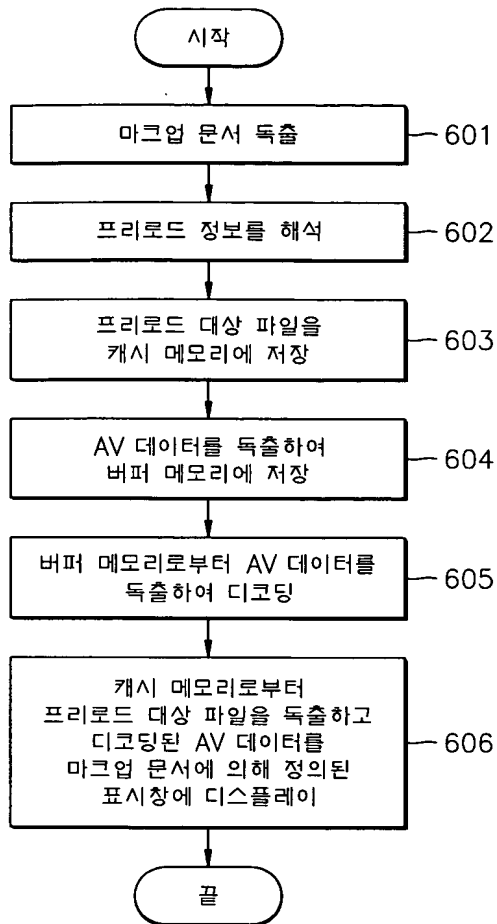 시작
마크업 문서 독출
601
프리로드 정보를 해석
602
프리로드 대상 파일을
캐시 메모리에 저장
603
AV 데이터를 독출하여
버퍼 메모리에 저장
604
버퍼 메모리로부터 AV 데이터를
독출하여 디코딩
605
캐시 메모리로부터
프리로드 대상 파일을 독출하고
디코딩된 AV 데이터를
마크업 문서에 의해 정의된
표시창에 디스플레이
606
끝